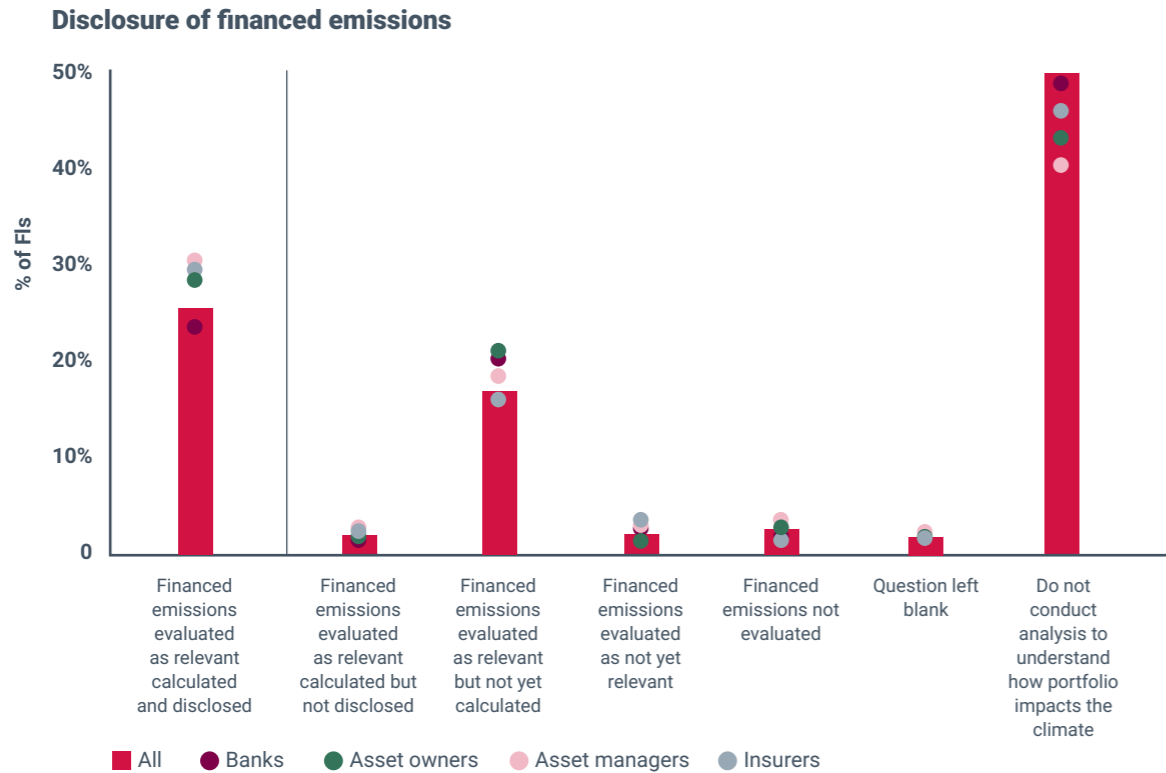 Disclosure of financed emissions
50%
40%
30%
20%
10%
0
% of FIs
Financed
emissions
evaluated
as relevant
calculated
and disclosed
Financed
emissions
evaluated
as relevant
calculated but
not disclosed
Financed
emissions
evaluated
as relevant
but not yet
calculated
Financed
emissions
evaluated
as not yet
relevant
Financed
emissions not
evaluated
Question left
blank
Do not
conduct
analysis to
understand
how portfolio
impacts the
climate
All
Banks
Asset owners
Asset managers
Insurers